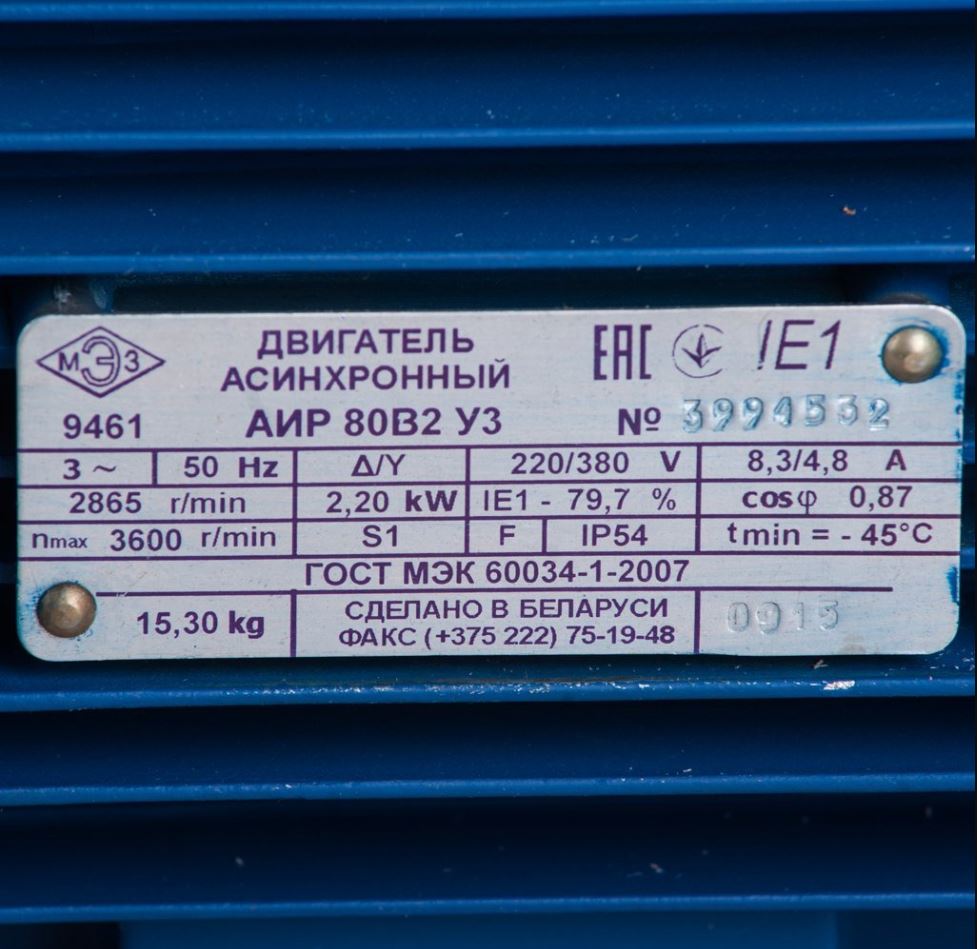 МЭЗ
ДВИГАТЕЛЬ
АСИНХРОННЫЙ
EAC IE1
9461 АИР 80В2 У3 № 3994532
3 ~ 50 Hz Δ/Y 220/380 V 8,3/4,8 A
2865 r/min 2,20 kW IE1 - 79,7 % cosφ 0,87
nmax 3600 r/min S1 F IP54 tmin = - 45°C
ГОСТ МЭК 60034-1-2007
15,30 kg
СДЕЛАНО В БЕЛАРУСИ
ФАКС (+375 222) 75-19-48
0915